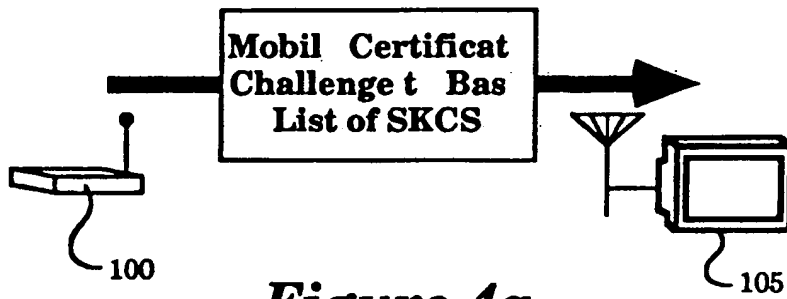 Mobil Certificat
Challenge t Bas
List of SKCS
100
105
Figure 4a